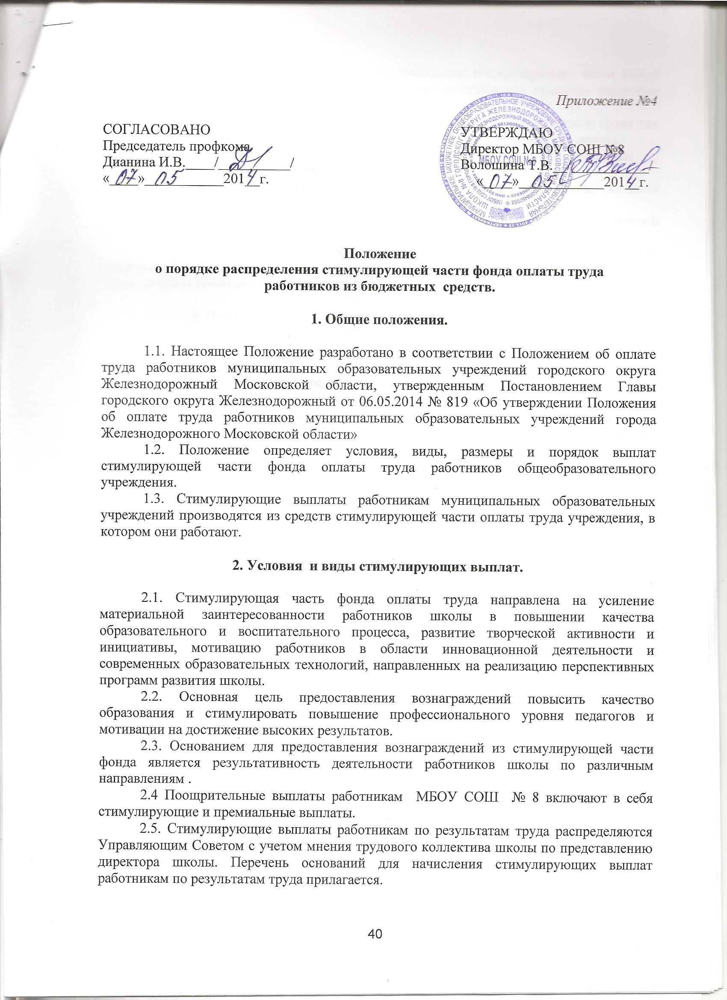 Приложение №4
СОГЛАСОВАНО
Председатель профкома
Дианина И.В.____/__________/
«07»  05  2014 г.
УТВЕРЖДАЮ
Директор МБОУ СОШ №8
Волошина Т.В.__/__________/
«07»  05  2014 г.
МБОУ СОШ №8
Положение
о порядке распределения стимулирующей части фонда оплаты труда
работников из бюджетных  средств.
1. Общие положения.
1.1. Настоящее Положение разработано в соответствии с Положением об оплате
труда работников муниципальных образовательных учреждений городского округа
Железнодорожный Московской области, утвержденным Постановлением Главы
городского округа Железнодорожный от 06.05.2014 № 819 «Об утверждении Положения
об оплате труда работников муниципальных образовательных учреждений города
Железнодорожного Московской области»
1.2. Положение определяет условия, виды, размеры и порядок выплат
стимулирующей части фонда оплаты труда работников общеобразовательного
учреждения.
1.3. Стимулирующие выплаты работникам муниципальных образовательных
учреждений производятся из средств стимулирующей части оплаты труда учреждения, в
котором они работают.
2. Условия  и виды стимулирующих выплат.
2.1. Стимулирующая часть фонда оплаты труда направлена на усиление
материальной заинтересованности работников школы в повышении качества
образовательного и воспитательного процесса, развитие творческой активности и
инициативы, мотивацию работников в области инновационной деятельности и
современных образовательных технологий, направленных на реализацию перспективных
программ развития школы.
2.2. Основная цель предоставления вознаграждений повысить качество
образования и стимулировать повышение профессионального уровня педагогов и
мотивации на достижение высоких результатов.
2.3. Основанием для предоставления вознаграждений из стимулирующей части
фонда является результативность деятельности работников школы по различным
направлениям .
2.4 Поощрительные выплаты работникам  МБОУ СОШ  № 8 включают в себя
стимулирующие и премиальные выплаты.
2.5. Стимулирующие выплаты работникам по результатам труда распределяются
Управляющим Советом с учетом мнения трудового коллектива школы по представлению
директора школы. Перечень оснований для начисления стимулирующих выплат
работникам по результатам труда прилагается.
40